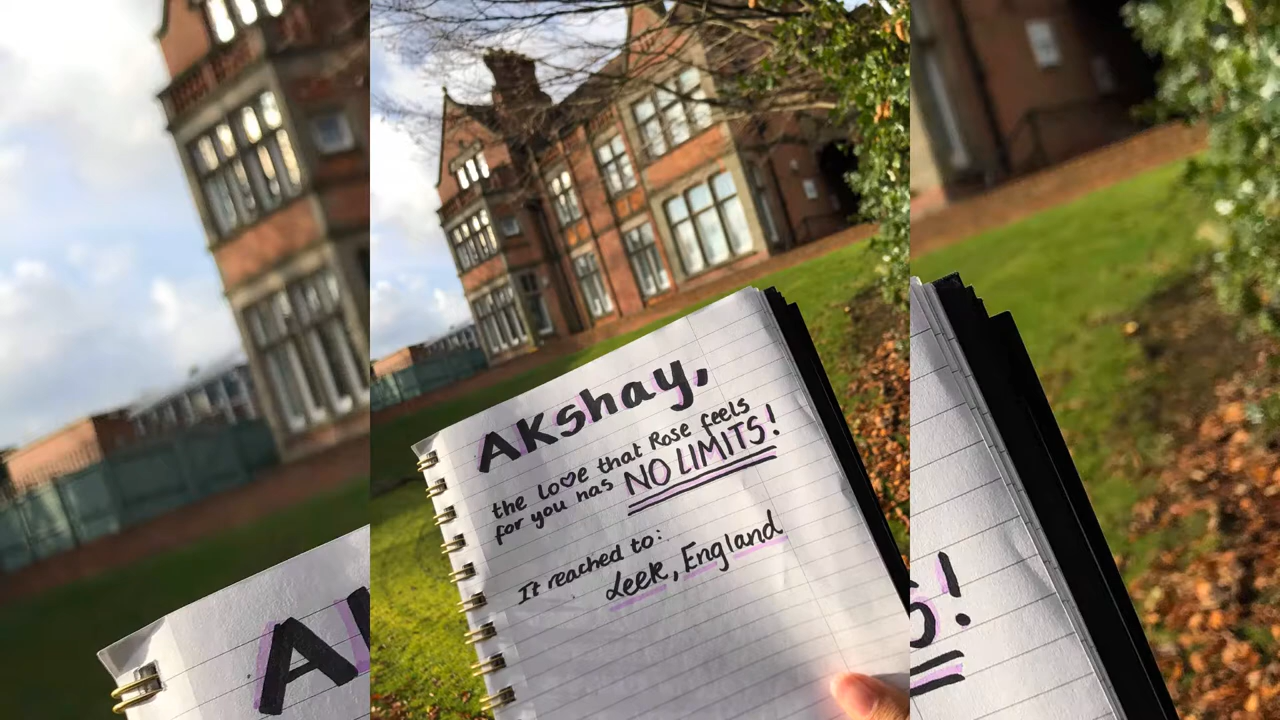 AKshay,
the love that Rose feels
for you has NO LIMITS!
It reached to:
Leek, England